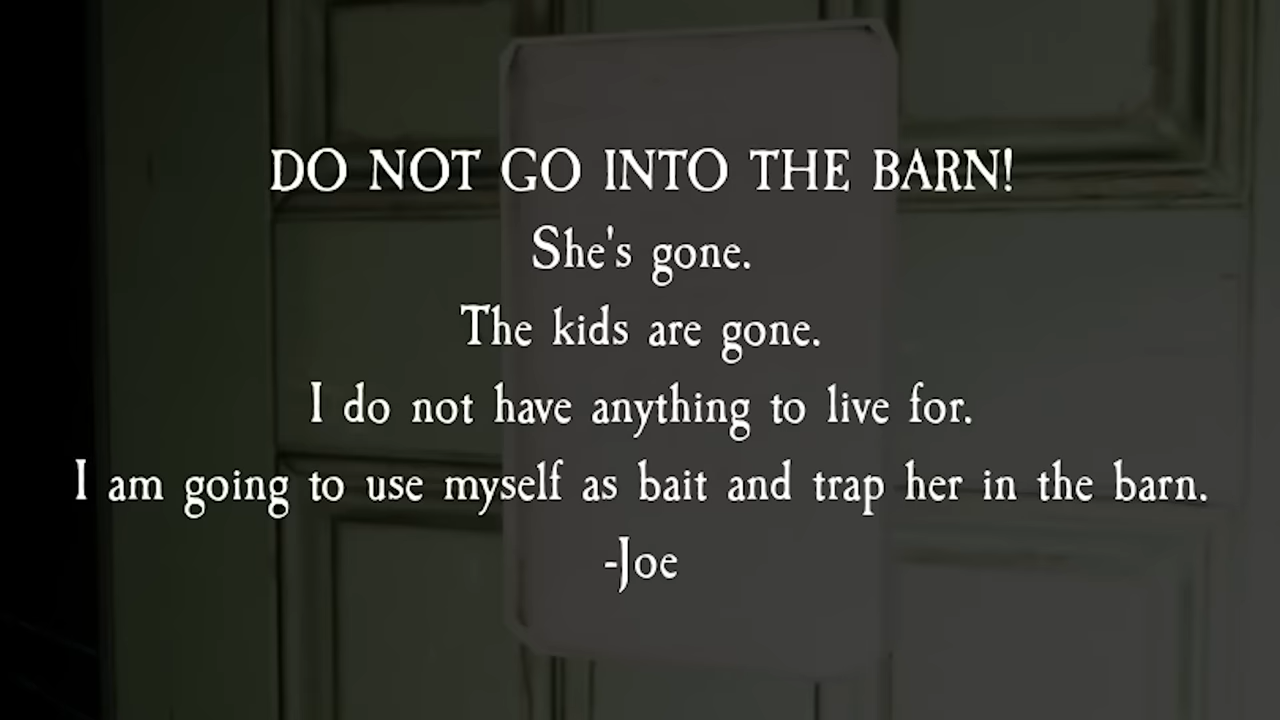 DO NOT GO INTO THE BARN!
She's gone.
The kids are gone.
I do not have anything to live for.
I am going to use myself as bait and trap her in the barn.
-Joe